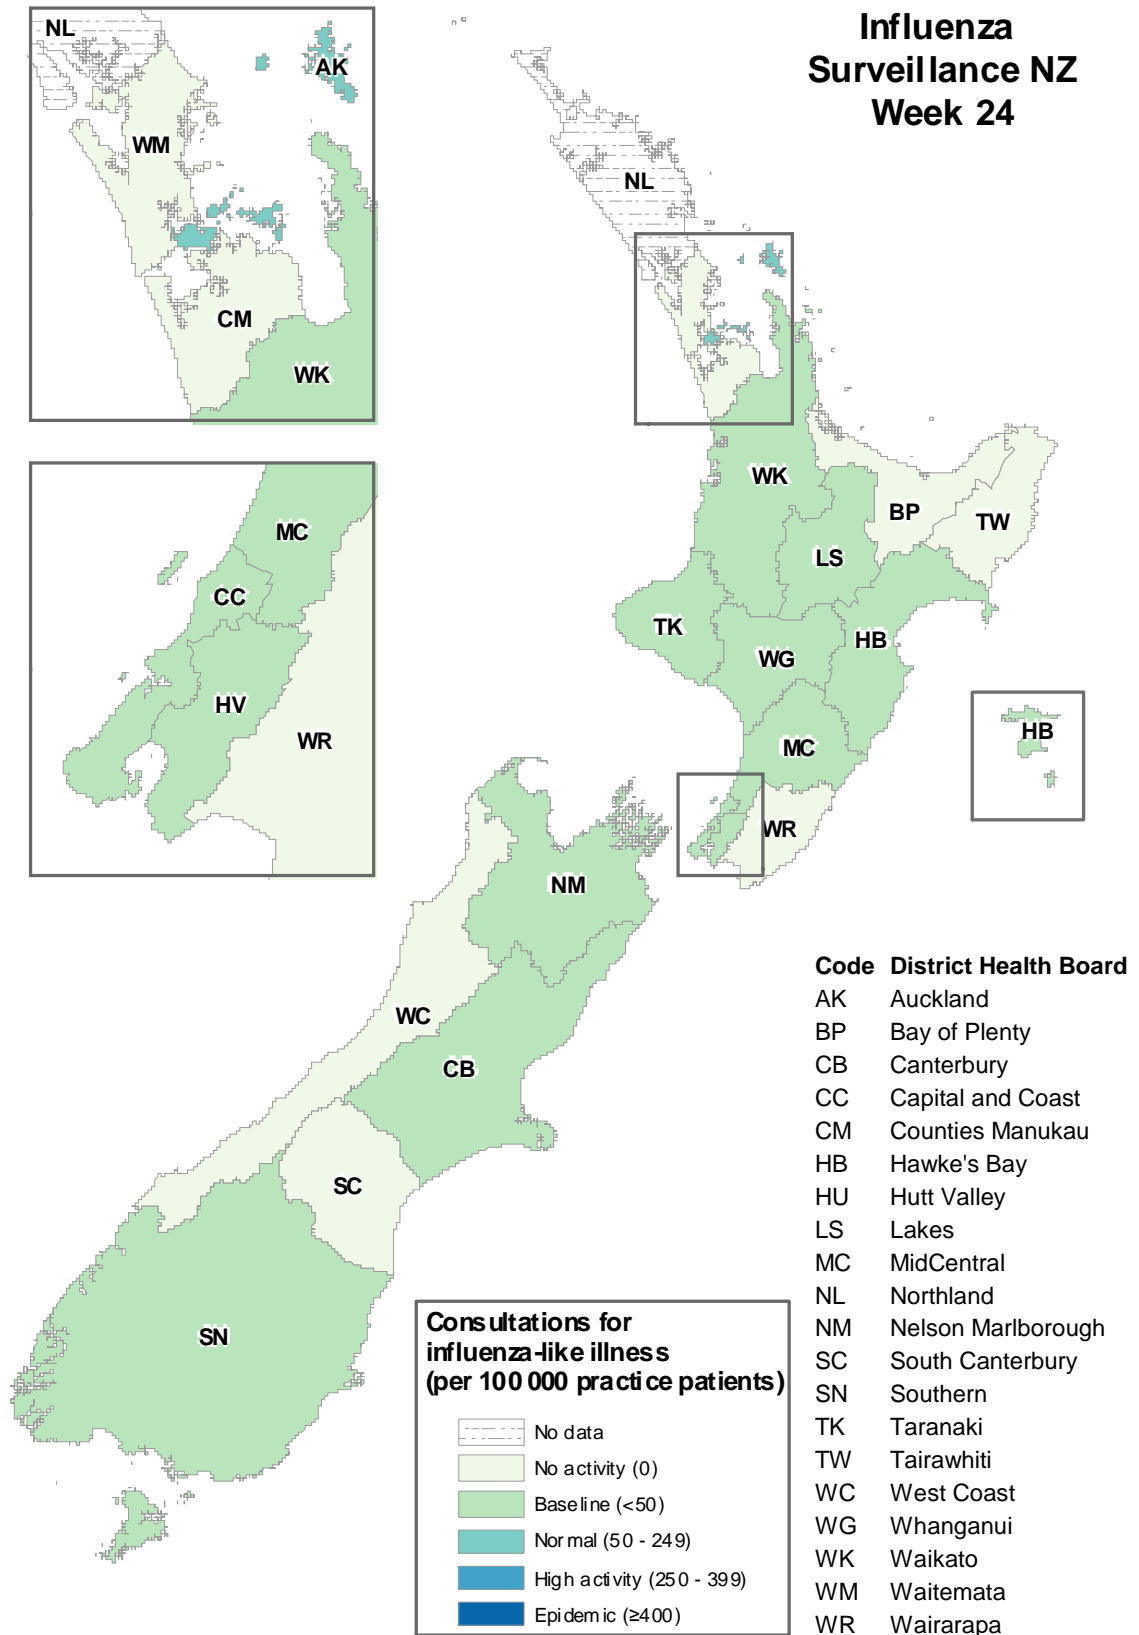 Influenza
Surveillance NZ
Week 24
NL
AK
WM
CM
WK
NL
MC
CC
HV
WR
WK
BP
TW
LS
TK
HB
WG
MC
HB
WR
NM
WC
CB
SC
SN
Code District Health Board
AK Auckland
BP Bay of Plenty
CB Canterbury
CC Capital and Coast
CM Counties Manukau
HB Hawke's Bay
HU Hutt Valley
LS Lakes
MC MidCentral
NL Northland
NM Nelson Marlborough
SC South Canterbury
SN Southern
TK Taranaki
TW Tairawhiti
WC West Coast
WG Whanganui
WK Waikato
WM Waitemata
WR Wairarapa
Consultations for
influenza-like illness
(per 100 000 practice patients)
No data
No activity (0)
Baseline (<50)
Normal (50 - 249)
High activity (250 - 399)
Epidemic (≥400)